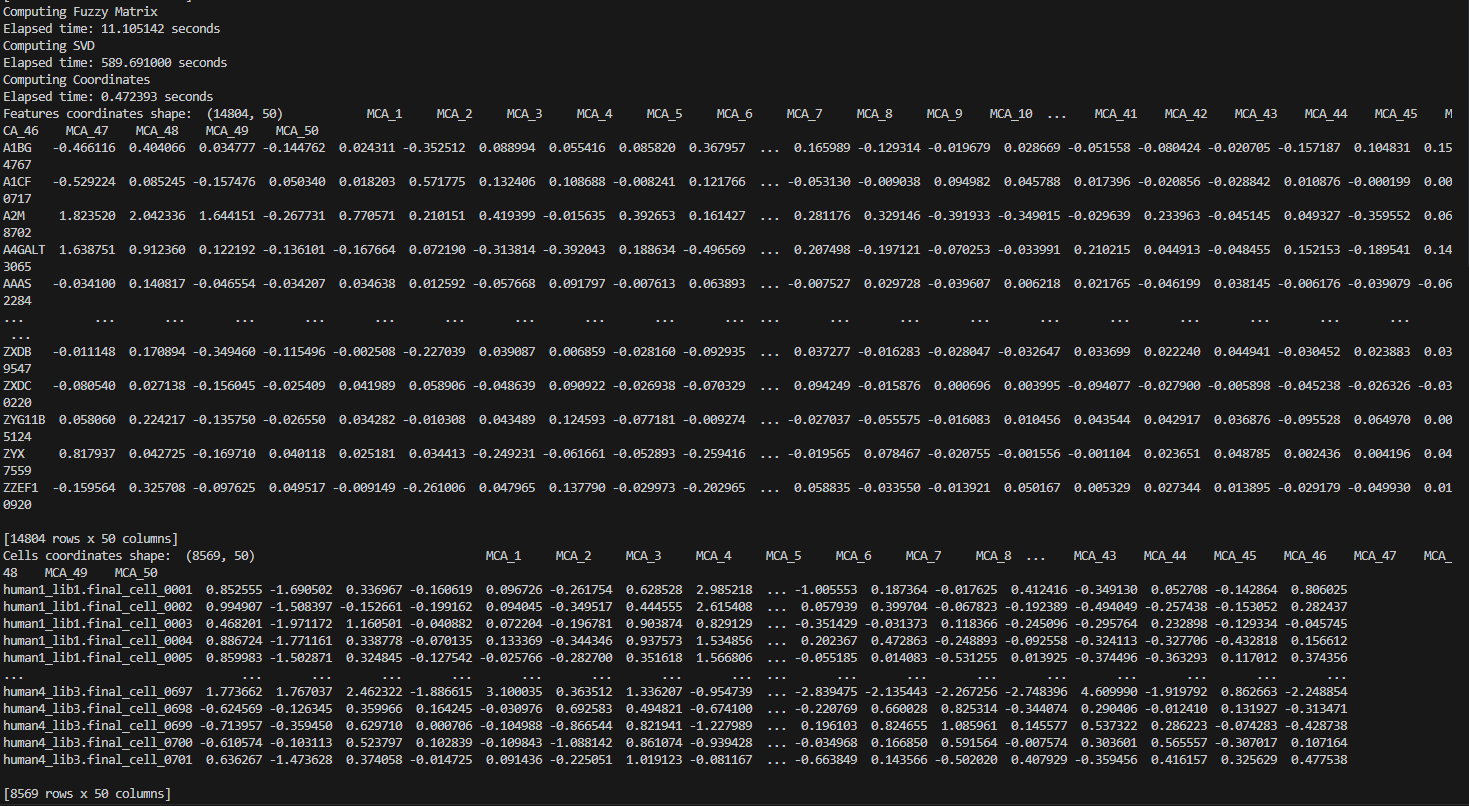 Computing Fuzzy Matrix
Elapsed time: 11.105142 seconds
Computing SVD
Elapsed time: 589.691000 seconds
Computing Coordinates
Elapsed time: 0.472393 seconds
Features coordinates shape:  (14804, 50)            MCA_1     MCA_2     MCA_3     MCA_4     MCA_5     MCA_6     MCA_7     MCA_8     MCA_9    MCA_10  ...    MCA_41    MCA_42    MCA_43    MCA_44    MCA_45    M
CA_46    MCA_47    MCA_48    MCA_49    MCA_50
A1BG   -0.466116  0.404066  0.034777 -0.144762  0.024311 -0.352512  0.088994  0.055416  0.085820  0.367957  ...  0.165989 -0.129314 -0.019679  0.028669 -0.051558 -0.080424 -0.020705 -0.157187  0.104831  0.15
4767
A1CF   -0.529224  0.085245 -0.157476  0.050340  0.018203  0.571775  0.132406  0.108688 -0.008241  0.121766  ... -0.053130 -0.009038  0.094982  0.045788  0.017396 -0.020856 -0.028842  0.010876 -0.000199  0.00
0717
A2M     1.823520  2.042336  1.644151 -0.267731  0.770571  0.210151  0.419399 -0.015635  0.392653  0.161427  ...  0.281176  0.329146 -0.391933 -0.349015 -0.029639  0.233963 -0.045145  0.049327 -0.359552  0.06
8702
A4GALT  1.638751  0.912360  0.122192 -0.136101 -0.167664  0.072190 -0.313814 -0.392043  0.188634 -0.496569  ...  0.207498 -0.197121 -0.070253 -0.033991  0.210215  0.044913 -0.048455  0.152153 -0.189541  0.14
3065
AAAS   -0.034100  0.140817 -0.046554 -0.034207  0.034638  0.012592 -0.057668  0.091797 -0.007613  0.063893  ... -0.007527  0.029728 -0.039607  0.006218  0.021765 -0.046199  0.038145 -0.006176 -0.039079 -0.06
2284
...          ...       ...       ...       ...       ...       ...       ...       ...       ...       ...  ...       ...       ...       ...       ...       ...       ...       ...       ...       ...
 ...
ZXDB   -0.011148  0.170894 -0.349460 -0.115496 -0.002508 -0.227039  0.039087  0.006859 -0.028160 -0.092935  ...  0.037277 -0.016283 -0.028047 -0.032647  0.033699  0.022240  0.044941 -0.030452  0.023883  0.03
9547
ZXDC   -0.080540  0.027138 -0.156045 -0.025409  0.041989  0.058906 -0.048639  0.090922 -0.026938 -0.070329  ...  0.094249 -0.015876  0.000696  0.003995 -0.094077 -0.027900 -0.005898 -0.045238 -0.026326 -0.03
0220
ZYG11B  0.058060  0.224217 -0.135750 -0.026550  0.034282 -0.010308  0.043489  0.124593 -0.077181 -0.009274  ... -0.027037 -0.055575 -0.016083  0.010456  0.043544  0.042917  0.036876 -0.095528  0.064970  0.00
5124
ZYX     0.817937  0.042725 -0.169710  0.040118  0.025181  0.034413 -0.249231 -0.061661 -0.052893 -0.259416  ... -0.019565  0.078467 -0.020755 -0.001556 -0.001104  0.023651  0.048785  0.002436  0.004196  0.04
7559
ZZEF1  -0.159564  0.325708 -0.097625  0.049517 -0.009149 -0.261006  0.047965  0.137790 -0.029973 -0.202965  ...  0.058835 -0.033550 -0.013921  0.050167  0.005329  0.027344  0.013895 -0.029179 -0.049930  0.01
0920
[14804 rows x 50 columns]
Cells coordinates shape:  (8569, 50)                                 MCA_1     MCA_2     MCA_3     MCA_4     MCA_5     MCA_6     MCA_7     MCA_8  ...    MCA_43    MCA_44    MCA_45    MCA_46    MCA_47    MCA_
48    MCA_49    MCA_50
human1_lib1.final_cell_0001  0.852555 -1.690502  0.336967 -0.160619  0.096726 -0.261754  0.628528  2.985218  ... -1.005553  0.187364 -0.017625  0.412416 -0.349130  0.052708 -0.142864  0.806025
human1_lib1.final_cell_0002  0.994907 -1.508397 -0.152661 -0.199162  0.094045 -0.349517  0.444555  2.615408  ...  0.057939  0.399704 -0.067823 -0.192389 -0.494049 -0.257438 -0.153052  0.282437
human1_lib1.final_cell_0003  0.468201 -1.971172  1.160501 -0.040882  0.072204 -0.196781  0.903874  0.829129  ... -0.351429 -0.031373  0.118366 -0.245096 -0.295764  0.232898 -0.129334 -0.045745
human1_lib1.final_cell_0004  0.886724 -1.771161  0.338778 -0.070135  0.133369 -0.344346  0.937573  1.534856  ...  0.202367  0.472863 -0.248893 -0.092558 -0.324113 -0.327706 -0.432818  0.156612
human1_lib1.final_cell_0005  0.859983 -1.502871  0.324845 -0.127542 -0.025766 -0.282700  0.351618  1.566806  ... -0.055185  0.014083 -0.531255  0.013925 -0.374496 -0.363293  0.117012  0.374356
...                               ...       ...       ...       ...       ...       ...       ...       ...  ...       ...       ...       ...       ...       ...       ...       ...       ...
human4_lib3.final_cell_0697  1.773662  1.767037  2.462322 -1.886615  3.100035  0.363512  1.336207 -0.954739  ... -2.839475 -2.135443 -2.267256 -2.748396  4.609990 -1.919792  0.862663 -2.248854
human4_lib3.final_cell_0698 -0.624569 -0.126345  0.359966  0.164245 -0.030976  0.692583  0.494821 -0.674100  ... -0.220769  0.660028  0.825314 -0.344074  0.290406 -0.012410  0.131927 -0.313471
human4_lib3.final_cell_0699 -0.713957 -0.359450  0.629710  0.000706 -0.104988 -0.866544  0.821941 -1.227989  ...  0.196103  0.824655  1.085961  0.145577  0.537322  0.286223 -0.074283 -0.428738
human4_lib3.final_cell_0700 -0.610574 -0.103113  0.523797  0.102839 -0.109843 -1.088142  0.861074 -0.939428  ... -0.034968  0.166850  0.591564 -0.007574  0.303601  0.565557 -0.307017  0.107164
human4_lib3.final_cell_0701  0.636267 -1.473628  0.374058 -0.014725  0.091436 -0.225051  1.019123 -0.081167  ... -0.663849  0.143566 -0.502020  0.407929 -0.359456  0.416157  0.325629  0.477538
[8569 rows x 50 columns]